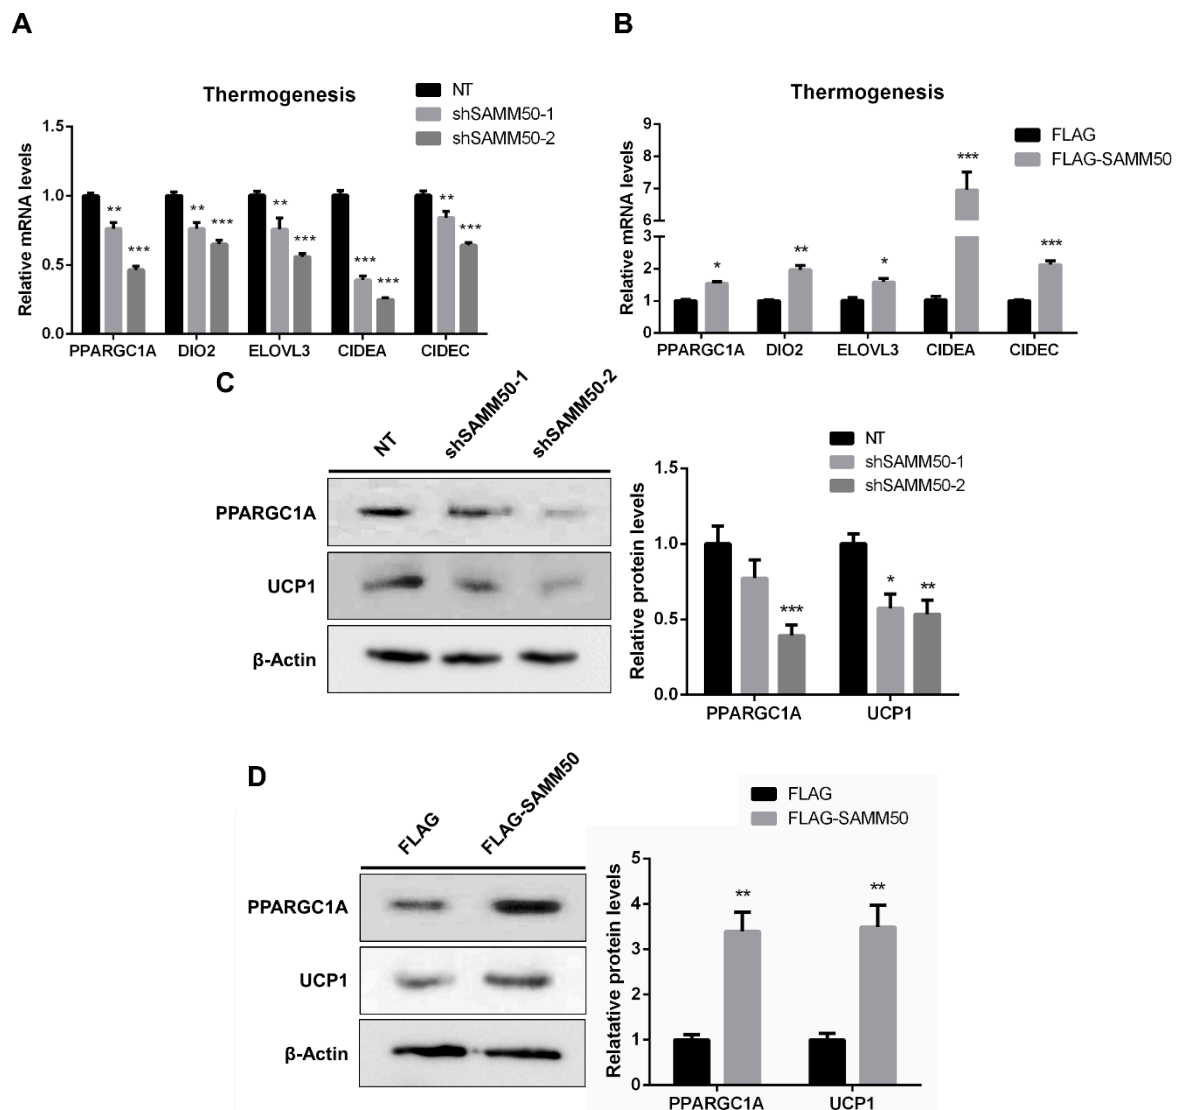 A
Thermogenesis
NT
shSAMM50-1
shSAMM50-2
Relative mRNA levels
1.5
1.0
0.5
0.0
** *** ** *** ** *** *** *** ** ***
PPARGC1A DIO2 ELOVL3 CIDEA CIDEC
B
Thermogenesis
FLAG
FLAG-SAMM50
Relative mRNA levels
9
8
7
6
3
2
1
0
* ** * *** ***
PPARGC1A DIO2 ELOVL3 CIDEA CIDEC
C
NT shSAMM50-1 shSAMM50-2
PPARGC1A
UCP1
β-Actin
NT
shSAMM50-1
shSAMM50-2
Relative protein levels
1.5
1.0
0.5
0.0
*** * **
PPARGC1A UCP1
D
FLAG FLAG-SAMM50
PPARGC1A
UCP1
β-Actin
FLAG
FLAG-SAMM50
Relatative protein levels
5
4
3
2
1
0
** **
PPARGC1A UCP1